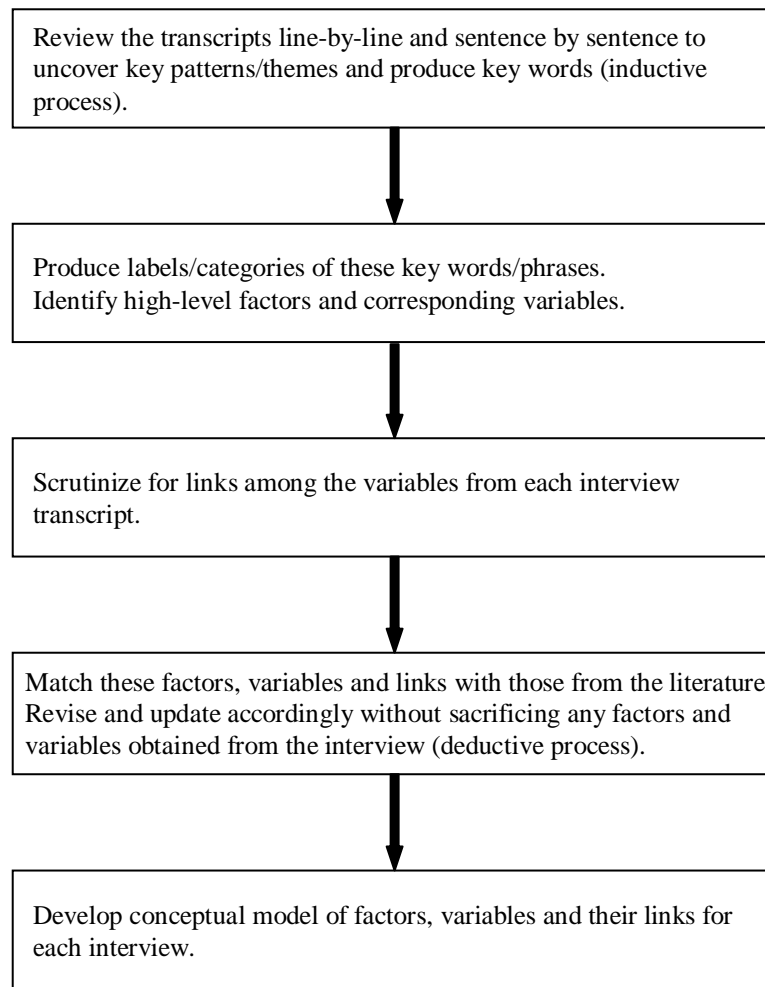 Review the transcripts line-by-line and sentence by sentence to
uncover key patterns/themes and produce key words (inductive
process).
Produce labels/categories of these key words/phrases.
Identify high-level factors and corresponding variables.
Scrutinize for links among the variables from each interview
transcript.
Match these factors, variables and links with those from the literature
Revise and update accordingly without sacrificing any factors and
variables obtained from the interview (deductive process).
Develop conceptual model of factors, variables and their links for
each interview.